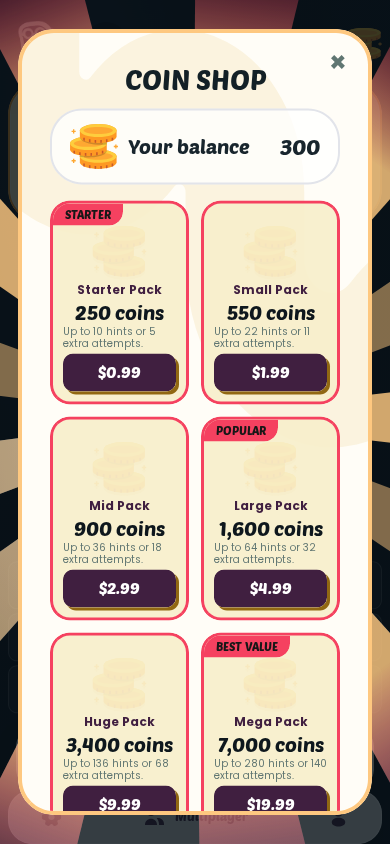 COIN SHOP
✖
Your balance 300
STARTER
Starter Pack
250 coins
Up to 10 hints or 5
extra attempts.
$0.99
Small Pack
550 coins
Up to 22 hints or 11
extra attempts.
$1.99
Mid Pack
900 coins
Up to 36 hints or 18
extra attempts.
$2.99
POPULAR
Large Pack
1,600 coins
Up to 64 hints or 32
extra attempts.
$4.99
Huge Pack
3,400 coins
Up to 136 hints or 68
extra attempts.
$9.99
BEST VALUE
Mega Pack
7,000 coins
Up to 280 hints or 140
extra attempts.
$19.99
Multiplayer